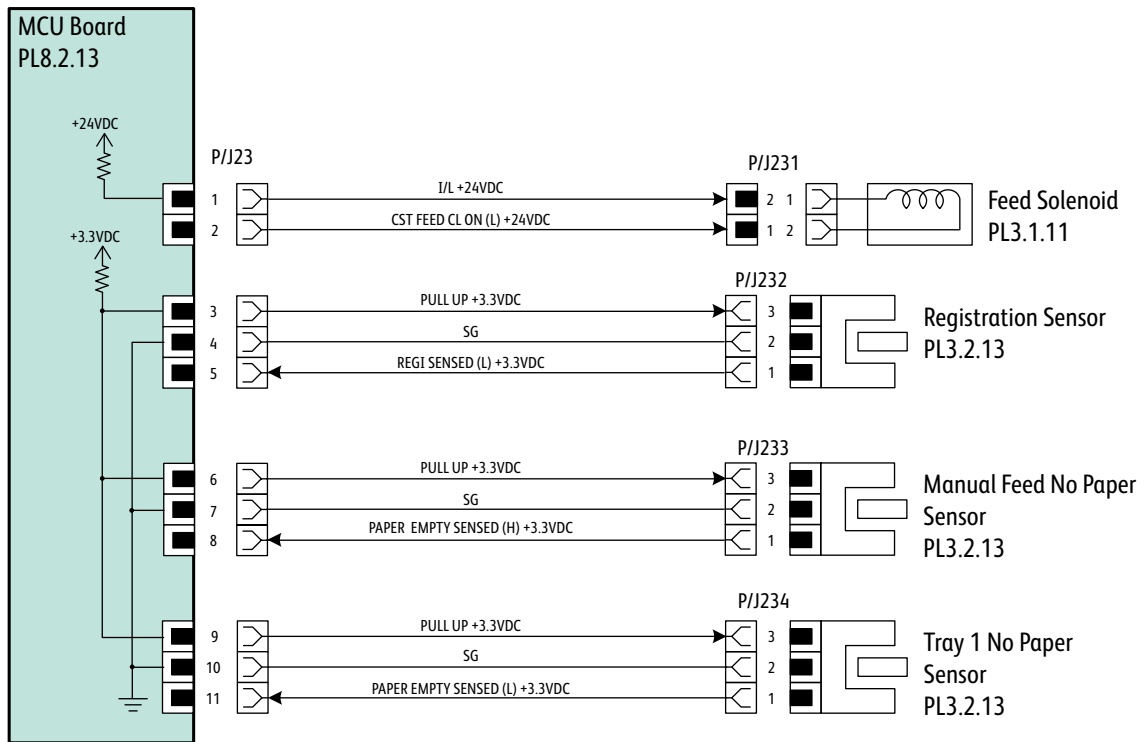 MCU Board
PL8.2.13
+24VDC
P/J23
P/J231
1 I/L +24VDC 2 1
2 CST FEED CL ON (L) +24VDC 1 2
Feed Solenoid
PL3.1.11
+3.3VDC
P/J232
3 PULL UP +3.3VDC 3
4 SG 2
5 REGI SENSED (L) +3.3VDC 1
Registration Sensor
PL3.2.13
P/J233
6 PULL UP +3.3VDC 3
7 SG 2
8 PAPER EMPTY SENSED (H) +3.3VDC 1
Manual Feed No Paper
Sensor
PL3.2.13
P/J234
9 PULL UP +3.3VDC 3
10 SG 2
11 PAPER EMPTY SENSED (L) +3.3VDC 1
Tray 1 No Paper
Sensor
PL3.2.13